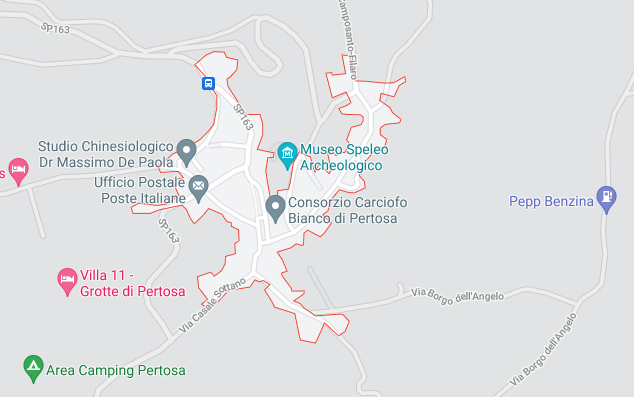 SP163
Camposanto-Filaro
SP163
Studio Chinesiologico
Dr Massimo De Paola
Museo Speleo
Archeologico
s
Ufficio Postale
Poste Italiane
Consorzio Carciofo
Bianco di Pertosa
Pepp Benzina
SP163
Villa 11 -
Grotte di Pertosa
Via Casale Sottano
Via Borgo dell'Angelo
Via Borgo dell'Angelo
Area Camping Pertosa